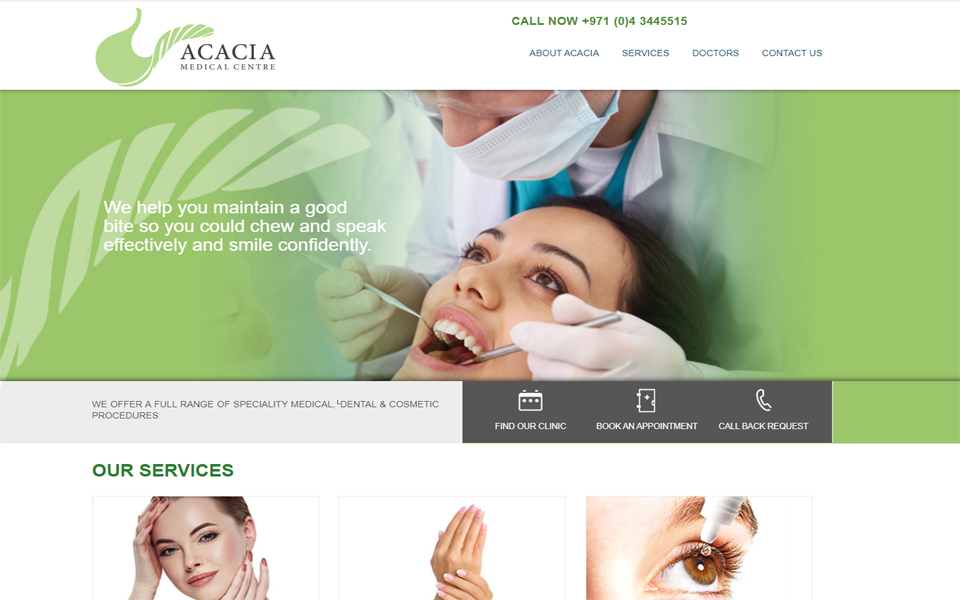 CALL NOW +971 (0)4 3445515
ACACIA
MEDICAL CENTRE
ABOUT ACACIA SERVICES DOCTORS CONTACT US
We help you maintain a good
bite so you could chew and speak
effectively and smile confidently.
WE OFFER A FULL RANGE OF SPECIALITY MEDICAL, DENTAL & COSMETIC
PROCEDURES
FIND OUR CLINIC BOOK AN APPOINTMENT CALL BACK REQUEST
OUR SERVICES